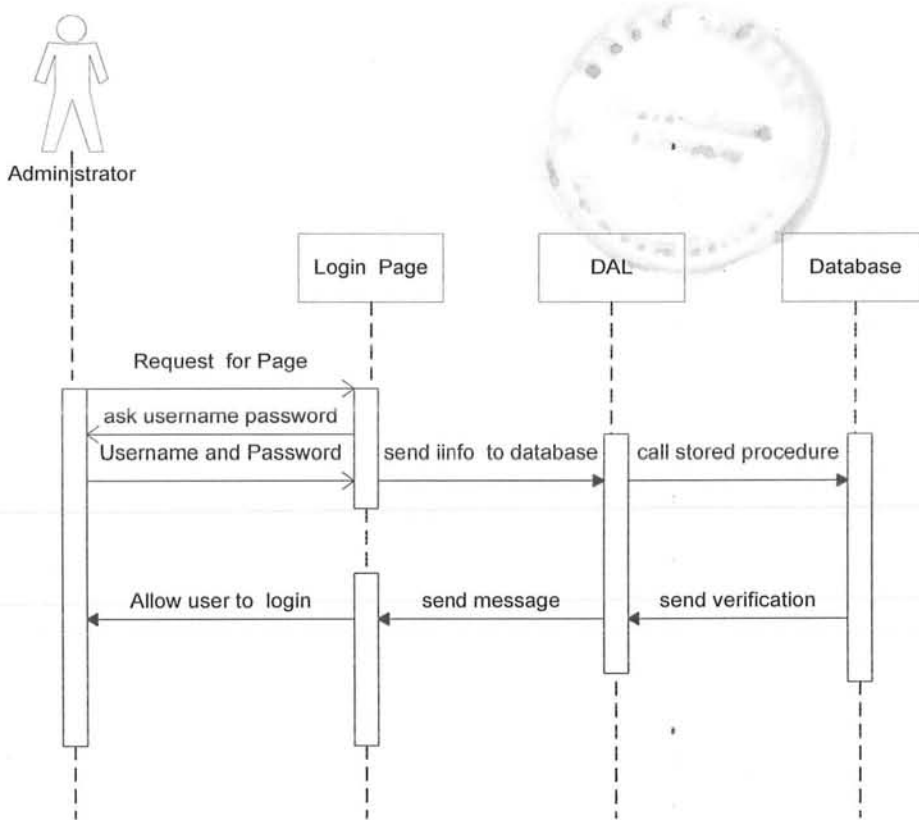 Administrator
Login Page
DAL
Database
Request for Page
ask username password
Username and Password
send iinfo to database
call stored procedure
Allow user to login
send message
send verification